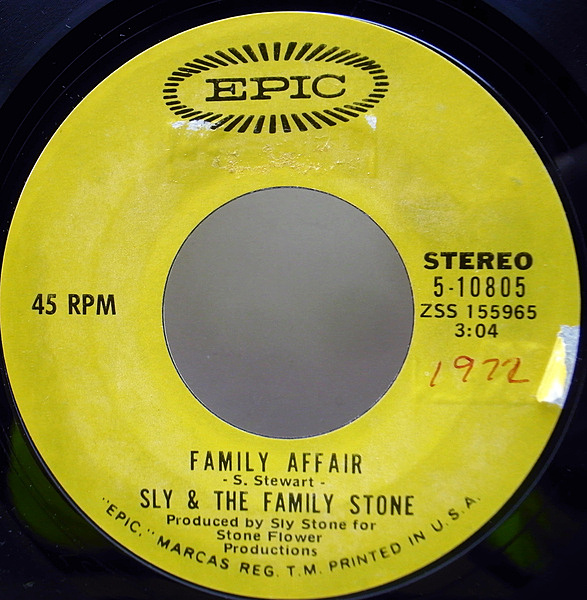 EPIC
45 RPM
STEREO
5-10805
ZSS 155965
3:04
1972
FAMILY AFFAIR
- S. Stewart -
SLY & THE FAMILY STONE
Produced by Sly Stone for
Stone Flower
Productions
"EPIC," MARCAS REG. T.M. PRINTED IN U.S.A.